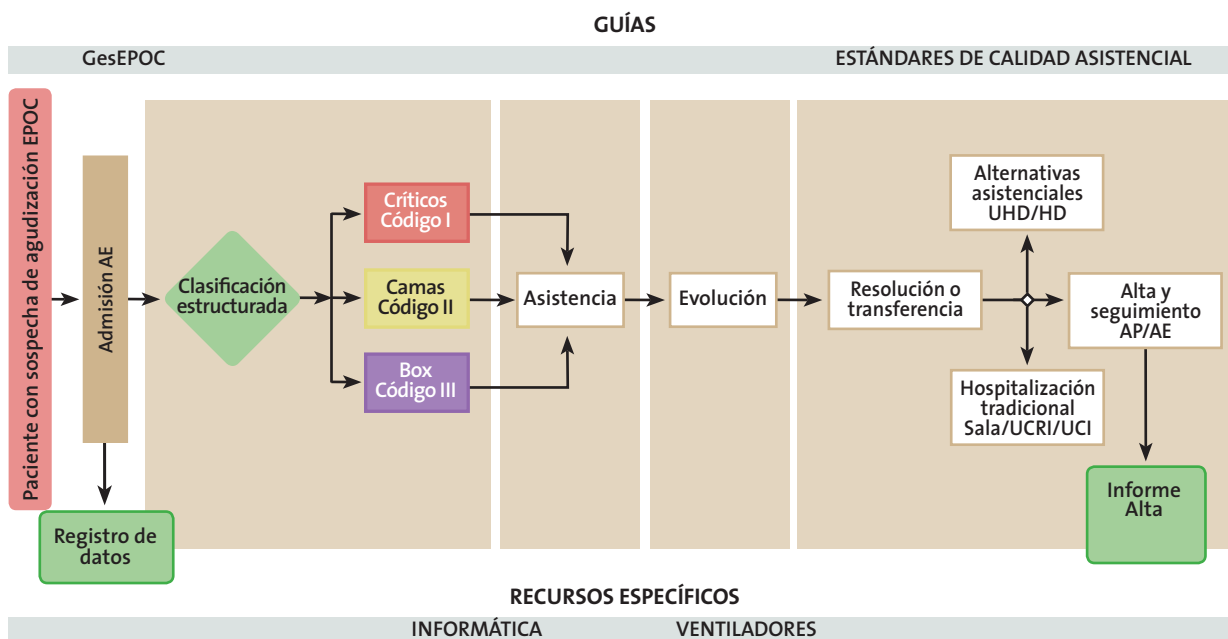 GUÍAS
GesEPOC
ESTÁNDARES DE CALIDAD ASISTENCIAL
Paciente con sospecha de agudización EPOC
Admisión AE
Registro de
datos
Clasificación
estructurada
Críticos
Código I
Camas
Código II
Box
Código III
Asistencia
Evolución
Resolución o
transferencia
Alternativas
asistenciales
UHD/HD
Alta y
seguimiento
AP/AE
Hospitalización
tradicional
Sala/UCRI/UCI
Informe
Alta
RECURSOS ESPECÍFICOS
INFORMÁTICA
VENTILADORES